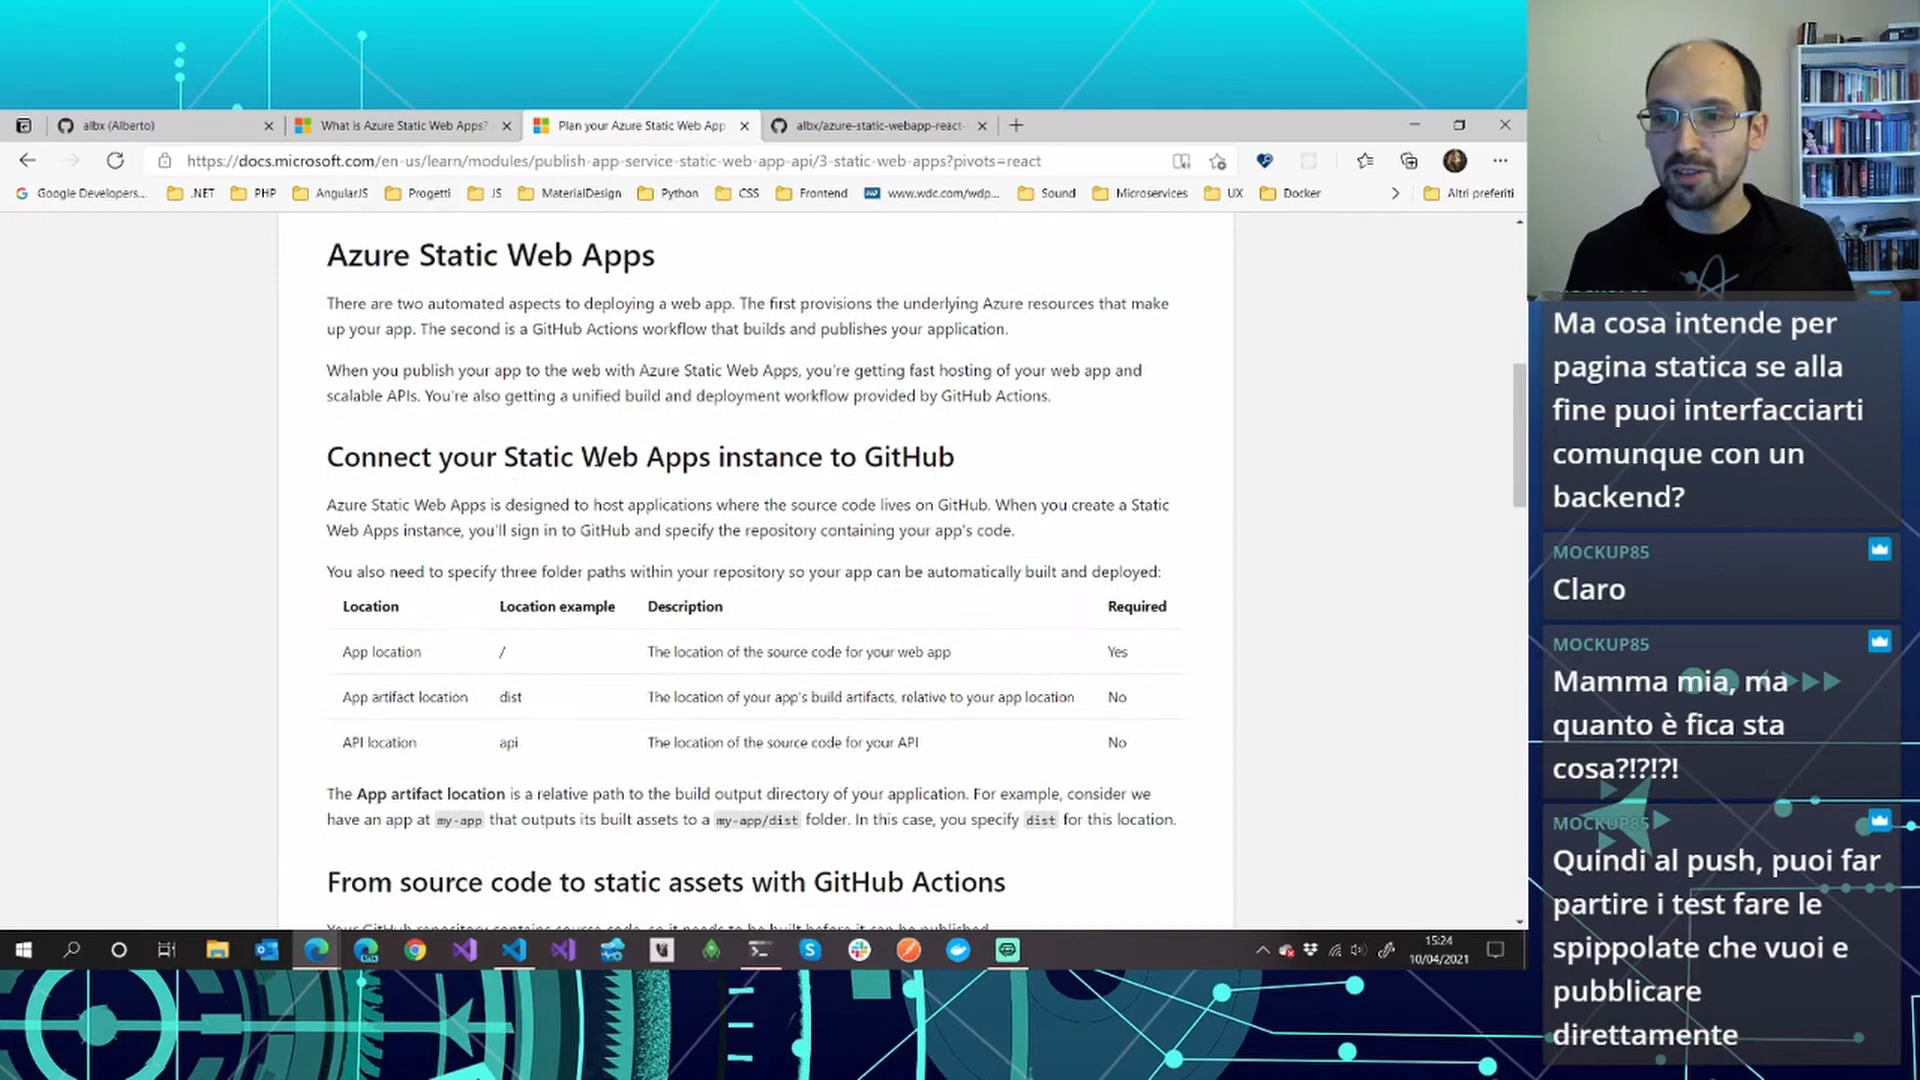 albx (Alberto)
What is Azure Static Web Apps?
Plan your Azure Static Web App
albx/azure-static-webapp-react-
https://docs.microsoft.com/en-us/learn/modules/publish-app-service-static-web-app-api/3-static-web-apps?pivots=react
Google Developers...
.NET
PHP
AngularJS
Progetti
JS
MaterialDesign
Python
CSS
Frontend
www.wdc.com/wdp...
Sound
Microservices
UX
Docker
Altri preferiti
Azure Static Web Apps
There are two automated aspects to deploying a web app. The first provisions the underlying Azure resources that make
up your app. The second is a GitHub Actions workflow that builds and publishes your application.
When you publish your app to the web with Azure Static Web Apps, you're getting fast hosting of your web app and
scalable APIs. You're also getting a unified build and deployment workflow provided by GitHub Actions.
Connect your Static Web Apps instance to GitHub
Azure Static Web Apps is designed to host applications where the source code lives on GitHub. When you create a Static
Web Apps instance, you'll sign in to GitHub and specify the repository containing your app's code.
You also need to specify three folder paths within your repository so your app can be automatically built and deployed:
Location Location example Description Required
App location / The location of the source code for your web app Yes
App artifact location dist The location of your app's build artifacts, relative to your app location No
API location api The location of the source code for your API No
The App artifact location is a relative path to the build output directory of your application. For example, consider we
have an app at my-app that outputs its built assets to a my-app/dist folder. In this case, you specify dist for this location.
From source code to static assets with GitHub Actions
15:24
10/04/2021
Ma cosa intende per
pagina statica se alla
fine puoi interfacciarti
comunque con un
backend?
MOCKUP85
Claro
MOCKUP85
Mamma mia, ma
quanto è fica sta
cosa?!?!?!
MOCKUP85
Quindi al push, puoi far
partire i test fare le
spippolate che vuoi e
pubblicare
direttamente